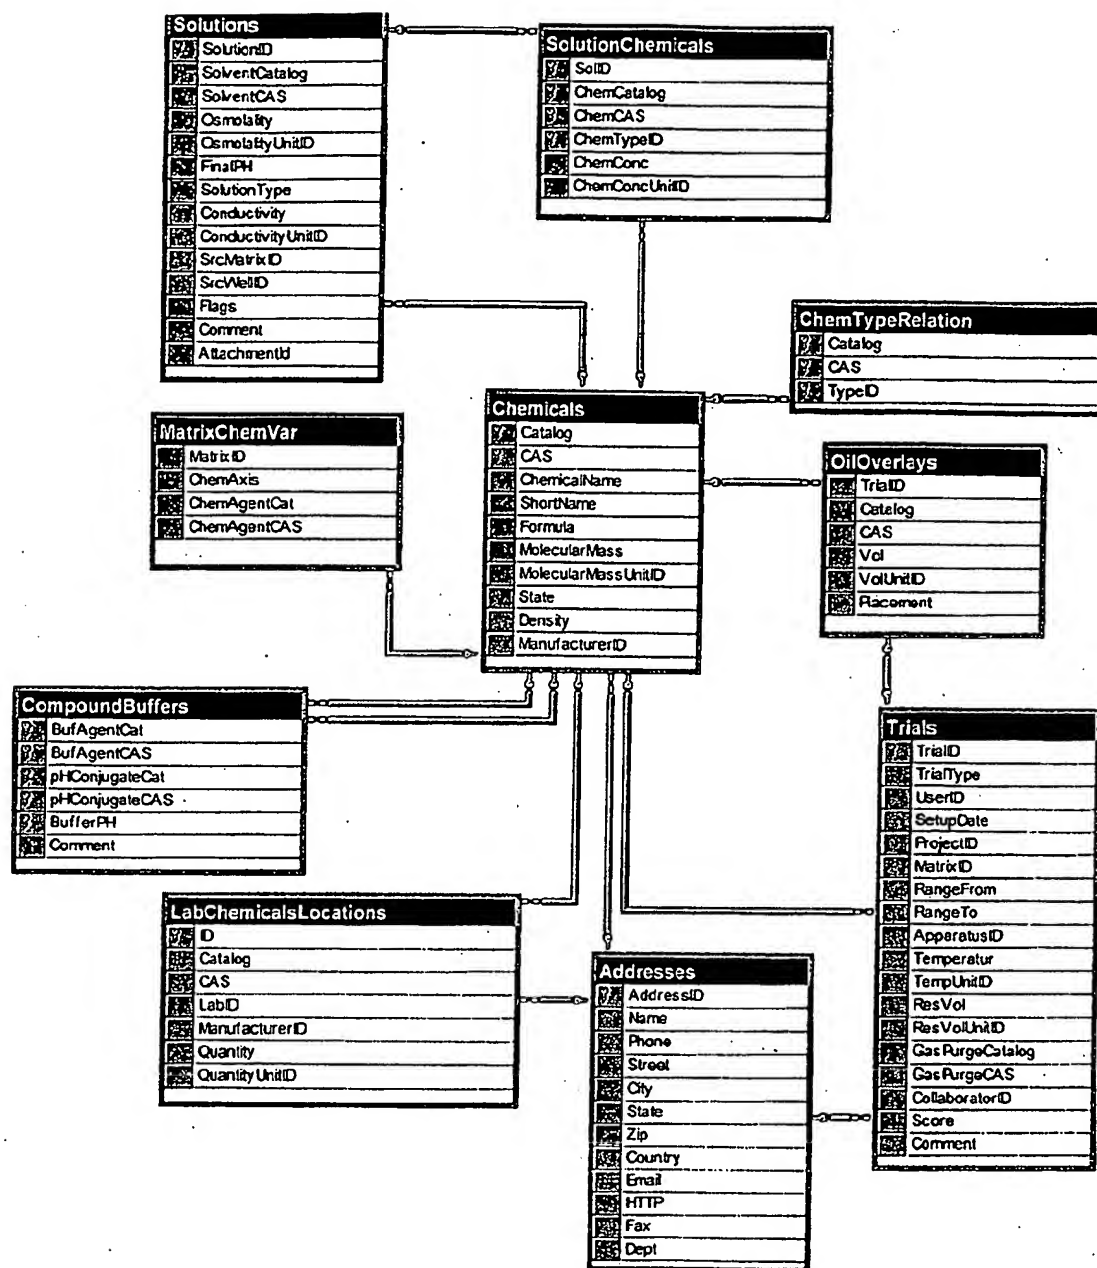 Solutions
SolutionID
SolventCatalog
SolventCAS
Osmolality
OsmolalityUnitID
FinalPH
SolutionType
Conductivity
ConductivityUnitID
SrcMatrixID
SrcWellID
Flags
Comment
AttachmentId
SolutionChemicals
SolID
ChemCatalog
ChemCAS
ChemTypeID
ChemConc
ChemConcUnitID
ChemTypeRelation
Catalog
CAS
TypeID
Chemicals
Catalog
CAS
ChemicalName
ShortName
Formula
MolecularMass
MolecularMassUnitID
State
Density
ManufacturerID
MatrixChemVar
MatrixID
ChemAxis
ChemAgentCat
ChemAgentCAS
OilOverlays
TrialID
Catalog
CAS
Vol
VolUnitID
Placement
CompoundBuffers
BufAgentCat
BufAgentCAS
pHConjugateCat
pHConjugateCAS
BufferPH
Comment
Trials
TrialID
TrialType
UserID
SetupDate
ProjectID
MatrixID
RangeFrom
RangeTo
ApparatusID
Temperatur
TempUnitID
ResVol
ResVolUnitID
GasPurgeCatalog
GasPurgeCAS
CollaboratorID
Score
Comment
LabChemicalsLocations
ID
Catalog
CAS
LabID
ManufacturerID
Quantity
QuantityUnitID
Addresses
AddressID
Name
Phone
Street
City
State
Zip
Country
Email
HTTP
Fax
Dept